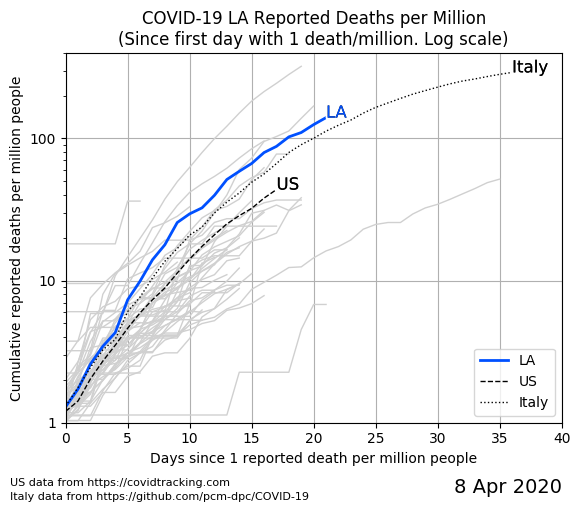 COVID-19 LA Reported Deaths per Million
(Since first day with 1 death/million. Log scale)
Cumulative reported deaths per million people
100
10
1
Italy
LA
US
LA
US
Italy
0 5 10 15 20 25 30 35 40
Days since 1 reported death per million people
US data from https://covidtracking.com
Italy data from https://github.com/pcm-dpc/COVID-19
8 Apr 2020